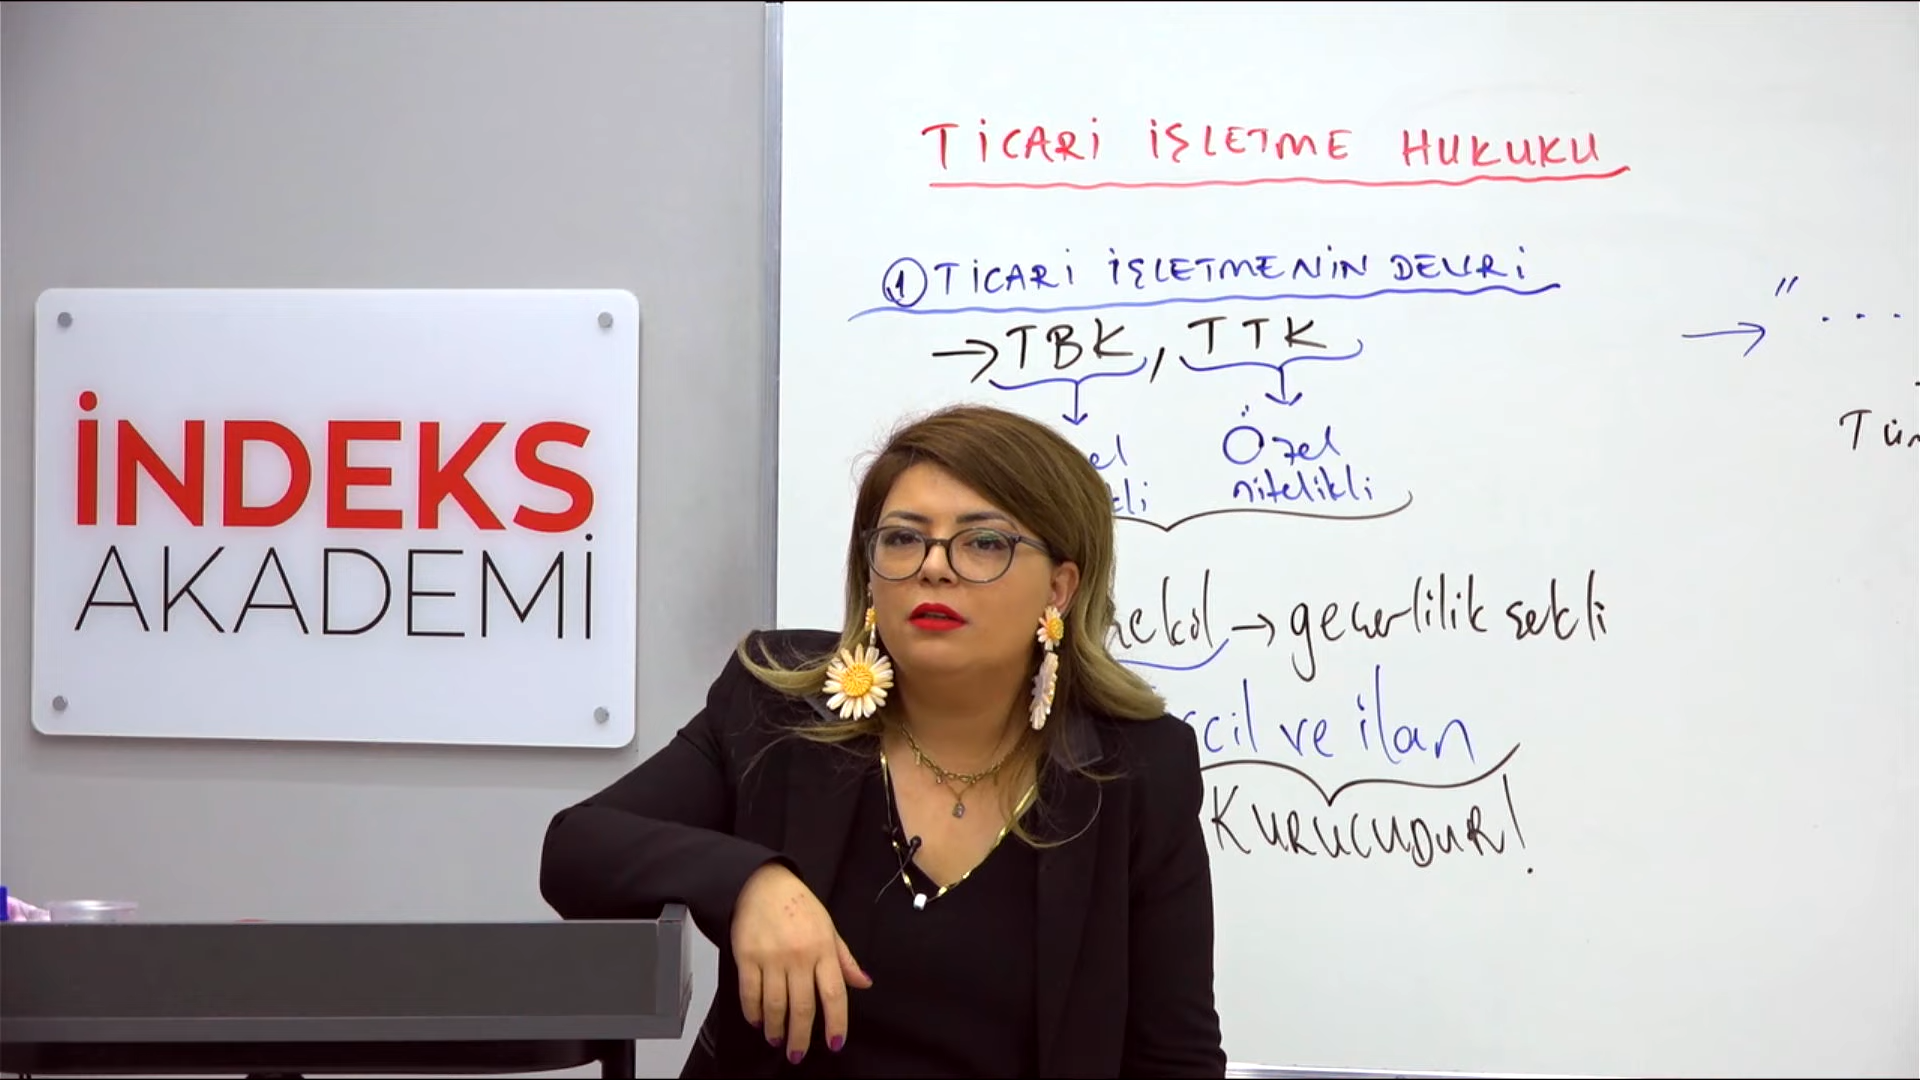 İNDEKS
AKADEMİ
TİCARİ İŞLETME HUKUKU
1 TİCARİ İŞLETMENİN DEVRİ
→ TBK, TTK
Özel
nitelikli
→ geçerlilik şekli
ve ilan
KURUCUDUR!
→ " ....